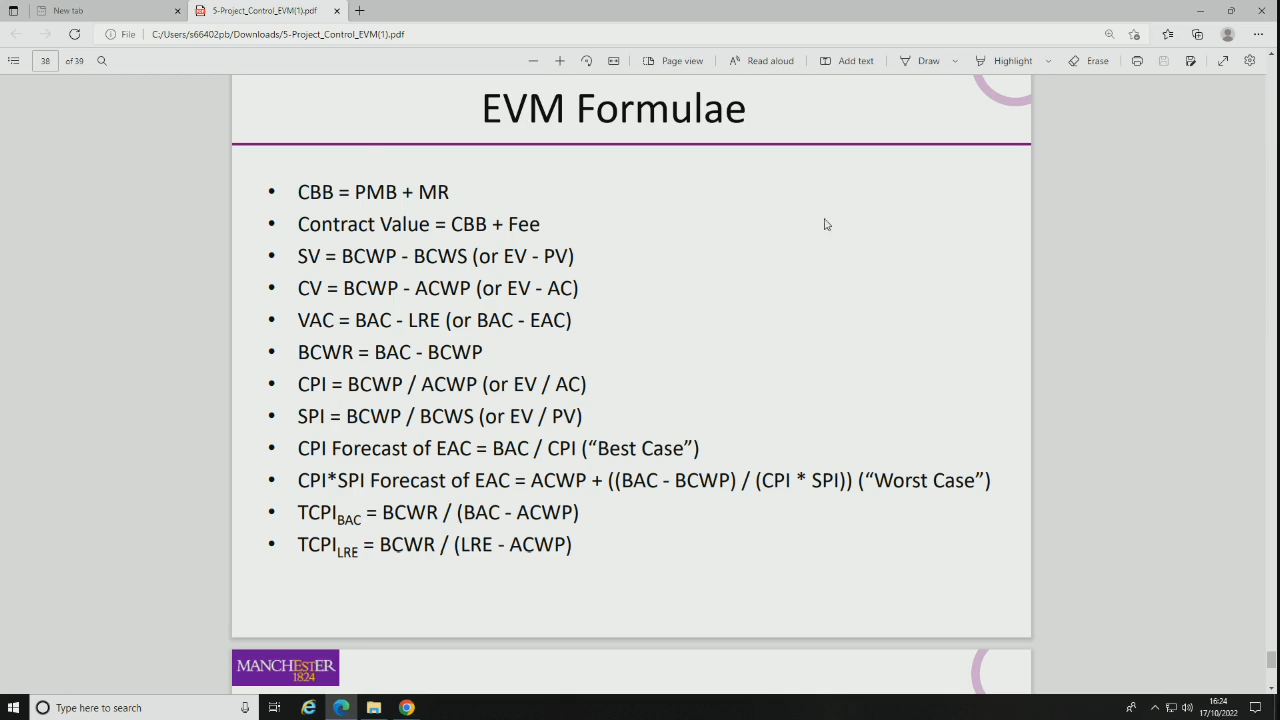 New tab
5-Project_Control_EVM(1).pdf
File
C:/Users/s66402pb/Downloads/5-Project_Control_EVM(1).pdf
38 of 39
Page view
Read aloud
Add text
Draw
Highlight
Erase
EVM Formulae
• CBB = PMB + MR
• Contract Value = CBB + Fee
• SV = BCWP - BCWS (or EV - PV)
• CV = BCWP - ACWP (or EV - AC)
• VAC = BAC - LRE (or BAC - EAC)
• BCWR = BAC - BCWP
• CPI = BCWP / ACWP (or EV / AC)
• SPI = BCWP / BCWS (or EV / PV)
• CPI Forecast of EAC = BAC / CPI (“Best Case”)
• CPI*SPI Forecast of EAC = ACWP + ((BAC - BCWP) / (CPI * SPI)) (“Worst Case”)
• TCPIBAC = BCWR / (BAC - ACWP)
• TCPILRE = BCWR / (LRE - ACWP)
MANCHESTER
1824
Type here to search
16:24
17/10/2022